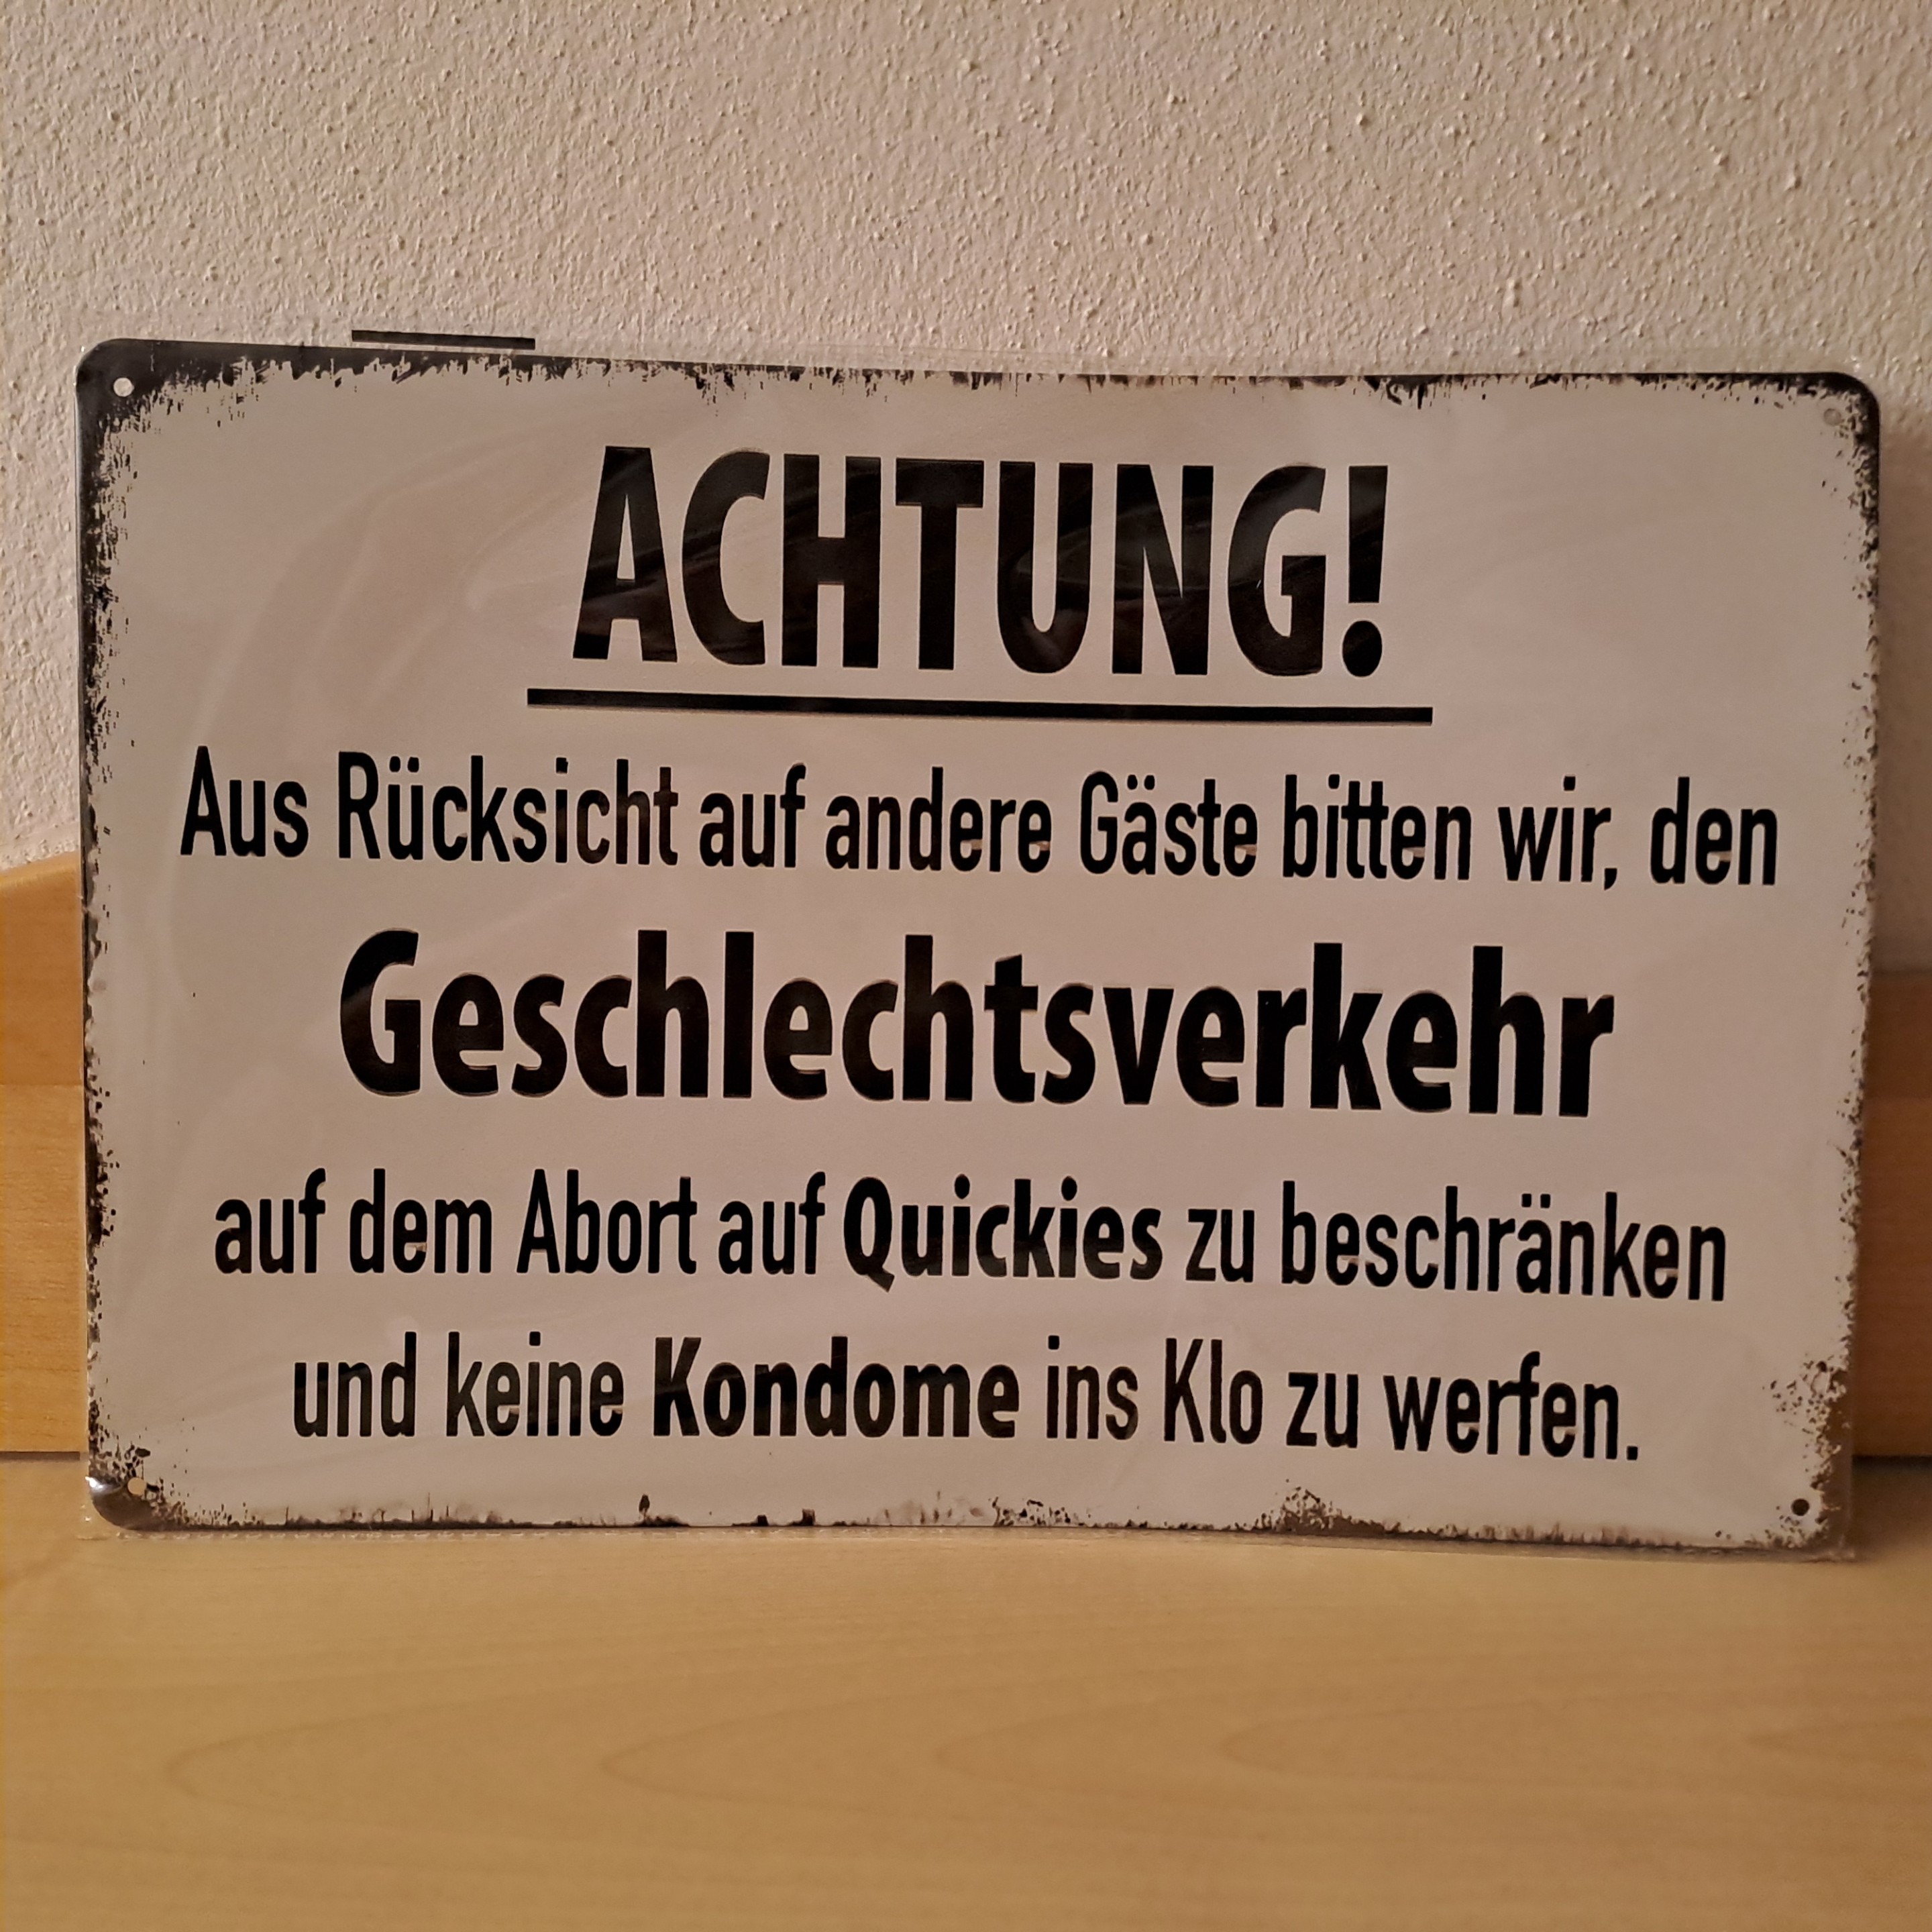 ACHTUNG!
Aus Rücksicht auf andere Gäste bitten wir, den
Geschlechtsverkehr
auf dem Abort auf Quickies zu beschränken
und keine Kondome ins Klo zu werfen.